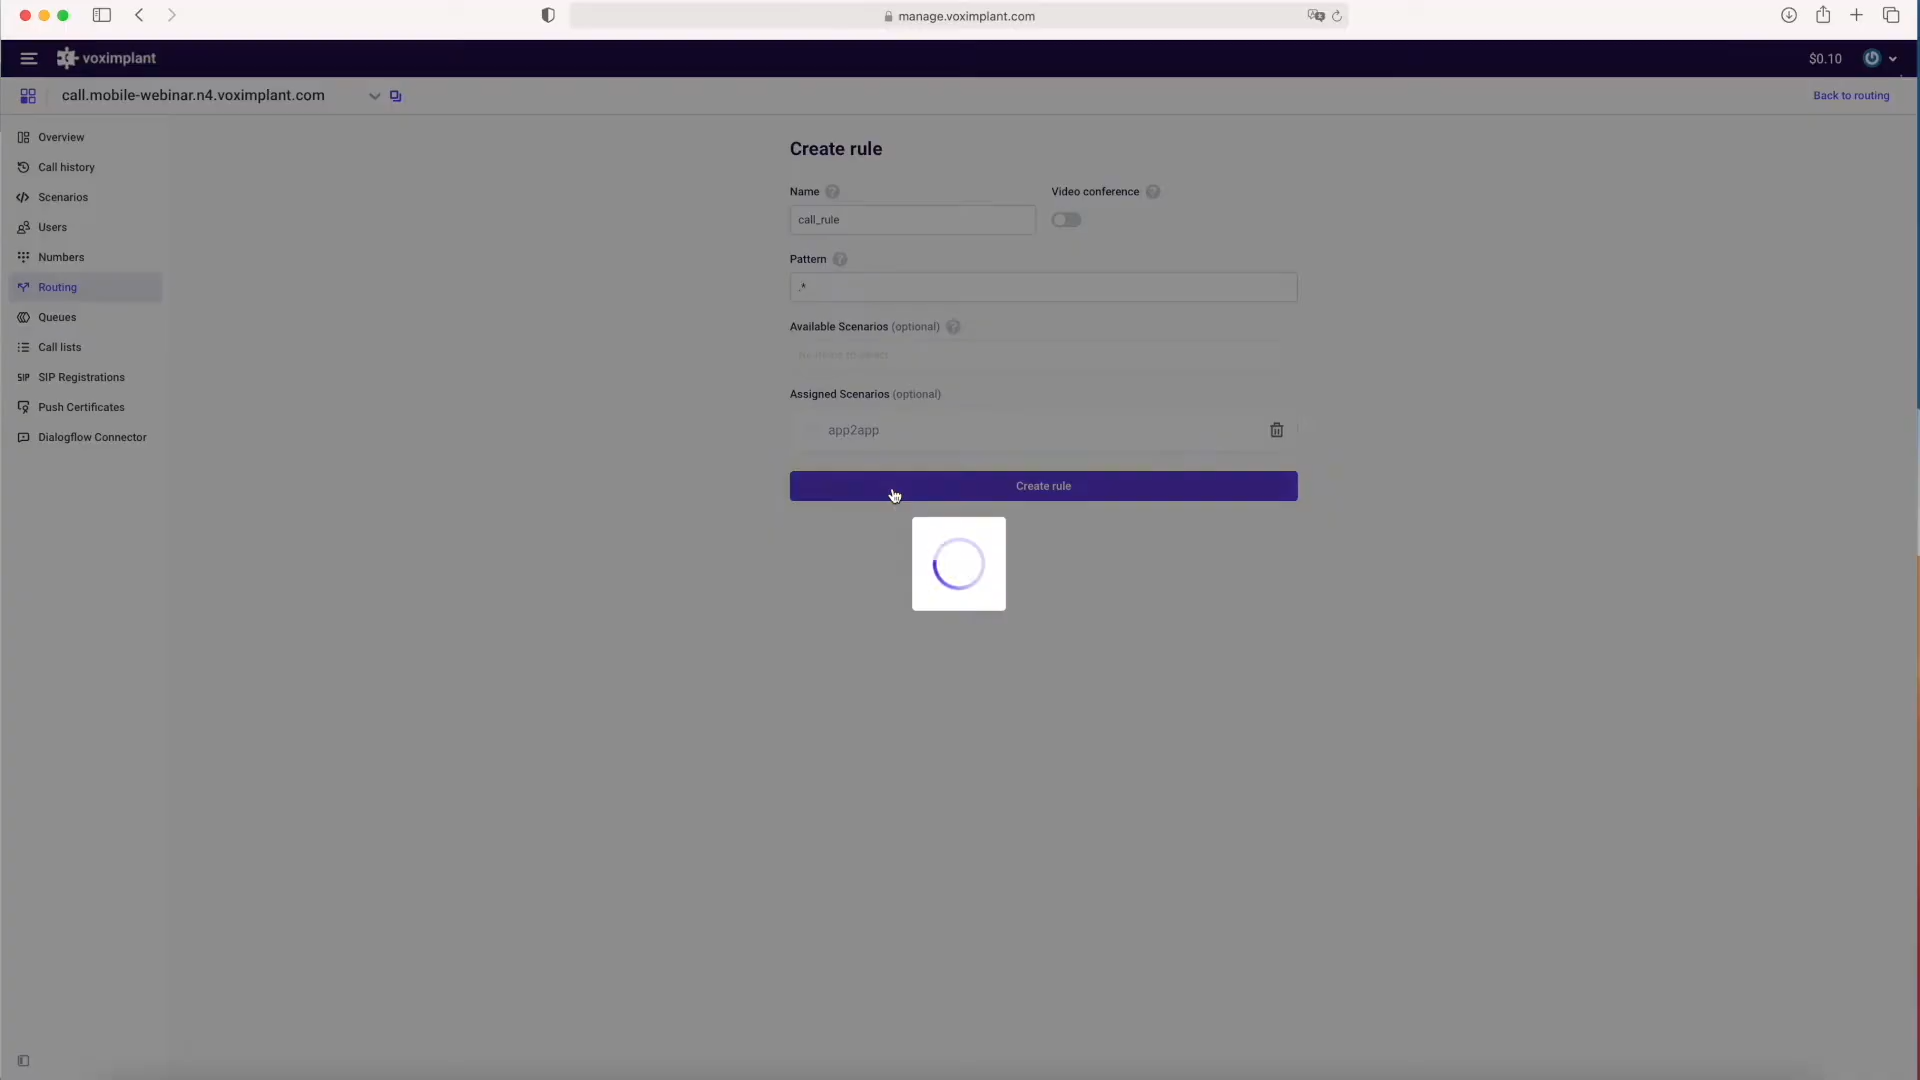 manage.voximplant.com
voximplant
$0.10
call.mobile-webinar.n4.voximplant.com
Back to routing
Overview
Call history
Scenarios
Users
Numbers
Routing
Queues
Call lists
SIP SIP Registrations
Push Certificates
Dialogflow Connector
Create rule
Name ?
Video conference ?
call_rule
Pattern ?
.*
Available Scenarios (optional) ?
No items to select
Assigned Scenarios (optional)
app2app
Create rule